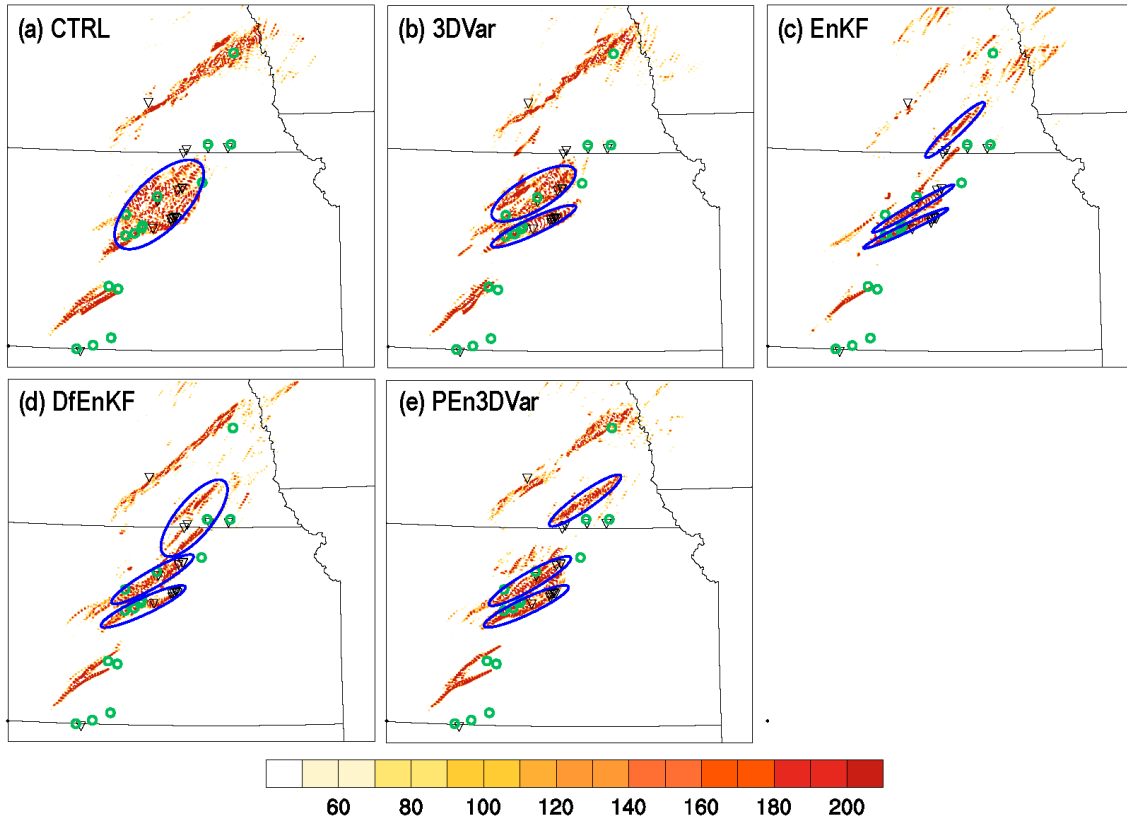 (a) CTRL
(b) 3DVar
(c) EnKF
(d) DfEnKF
(e) PEn3DVar
60 80 100 120 140 160 180 200